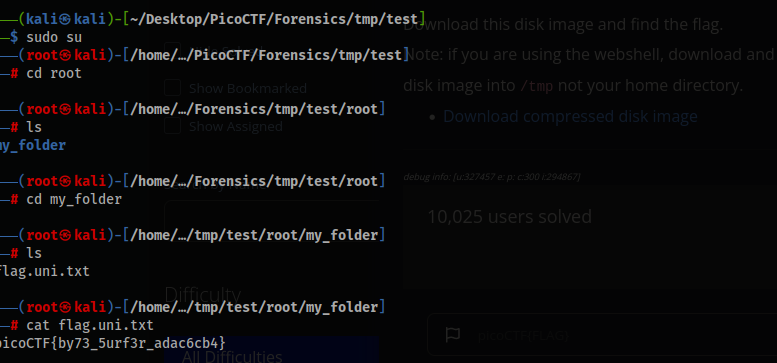 (kali㉿kali)-[~/Desktop/PicoCTF/Forensics/tmp/test]
$ sudo su
(root㉿kali)-[/home/…/PicoCTF/Forensics/tmp/test]
# cd root
(root㉿kali)-[/home/…/Forensics/tmp/test/root]
# ls
my_folder
(root㉿kali)-[/home/…/Forensics/tmp/test/root]
# cd my_folder
(root㉿kali)-[/home/…/tmp/test/root/my_folder]
# ls
flag.uni.txt
(root㉿kali)-[/home/…/tmp/test/root/my_folder]
# cat flag.uni.txt
picoCTF{by73_5urf3r_adac6cb4}
Show Bookmarked
Show Assigned
Difficulty
All Difficulties
Download this disk image and find the flag.
Note: if you are using the webshell, download and
disk image into /tmp not your home directory.
• Download compressed disk image
debug info: [u:327457 e: p: c:300 i:294867]
10,025 users solved
picoCTF{FLAG}